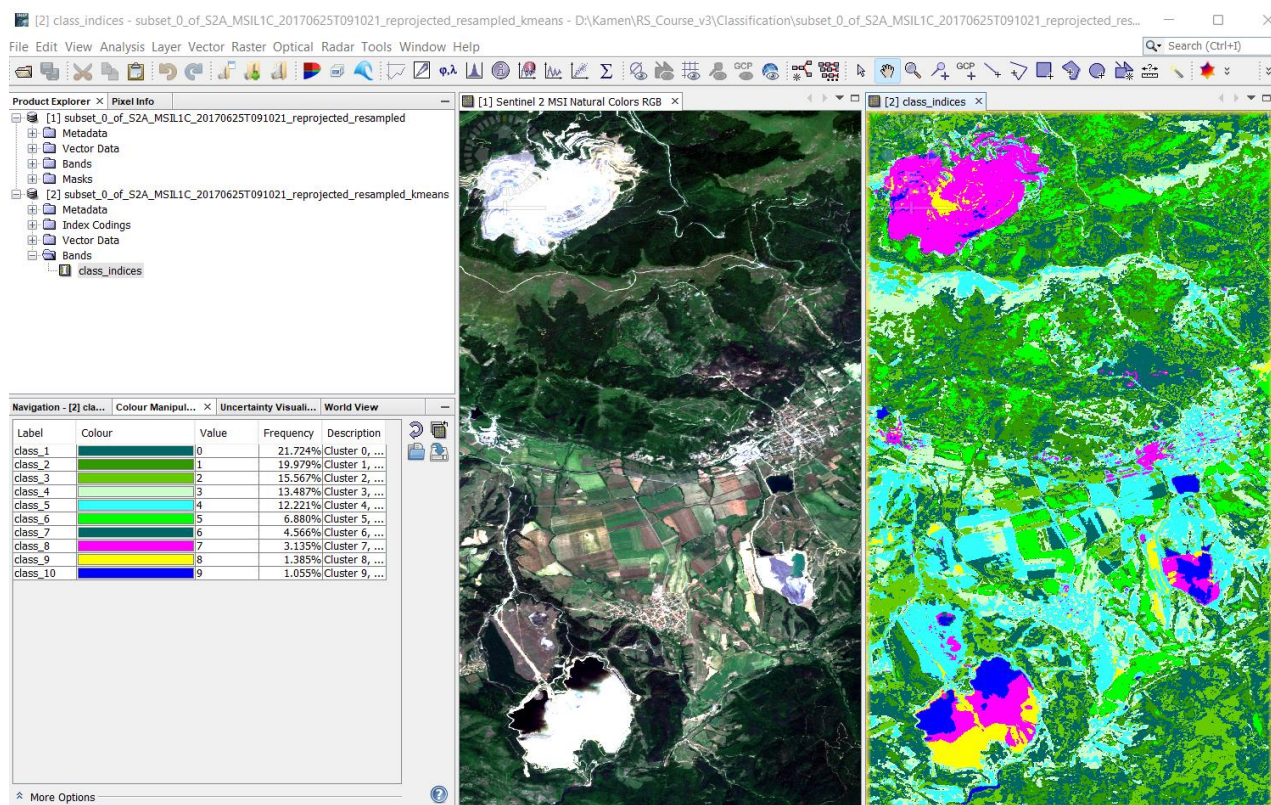 [2] class_indices - subset_0_of_S2A_MSIL1C_20170625T091021_reprojected_resampled_kmeans - D:\Kamen\RS_Course_v3\Classification\subset_0_of_S2A_MSIL1C_20170625T091021_reprojected_res...
File Edit View Analysis Layer Vector Raster Optical Radar Tools Window Help
Search (Ctrl+I)
φ,λ Σ GCP GCP
Product Explorer Pixel Info
[1] subset_0_of_S2A_MSIL1C_20170625T091021_reprojected_resampled
Metadata
Vector Data
Bands
Masks
[2] subset_0_of_S2A_MSIL1C_20170625T091021_reprojected_resampled_kmeans
Metadata
Index Codings
Vector Data
Bands
class_indices
[1] Sentinel 2 MSI Natural Colors RGB
[2] class_indices
Navigation - [2] cla... Colour Manipul... Uncertainty Visuali... World View
Label Colour Value Frequency Description
class_1 0 21.724% Cluster 0, ...
class_2 1 19.979% Cluster 1, ...
class_3 2 15.567% Cluster 2, ...
class_4 3 13.487% Cluster 3, ...
class_5 4 12.221% Cluster 4, ...
class_6 5 6.880% Cluster 5, ...
class_7 6 4.566% Cluster 6, ...
class_8 7 3.135% Cluster 7, ...
class_9 8 1.385% Cluster 8, ...
class_10 9 1.055% Cluster 9, ...
More Options